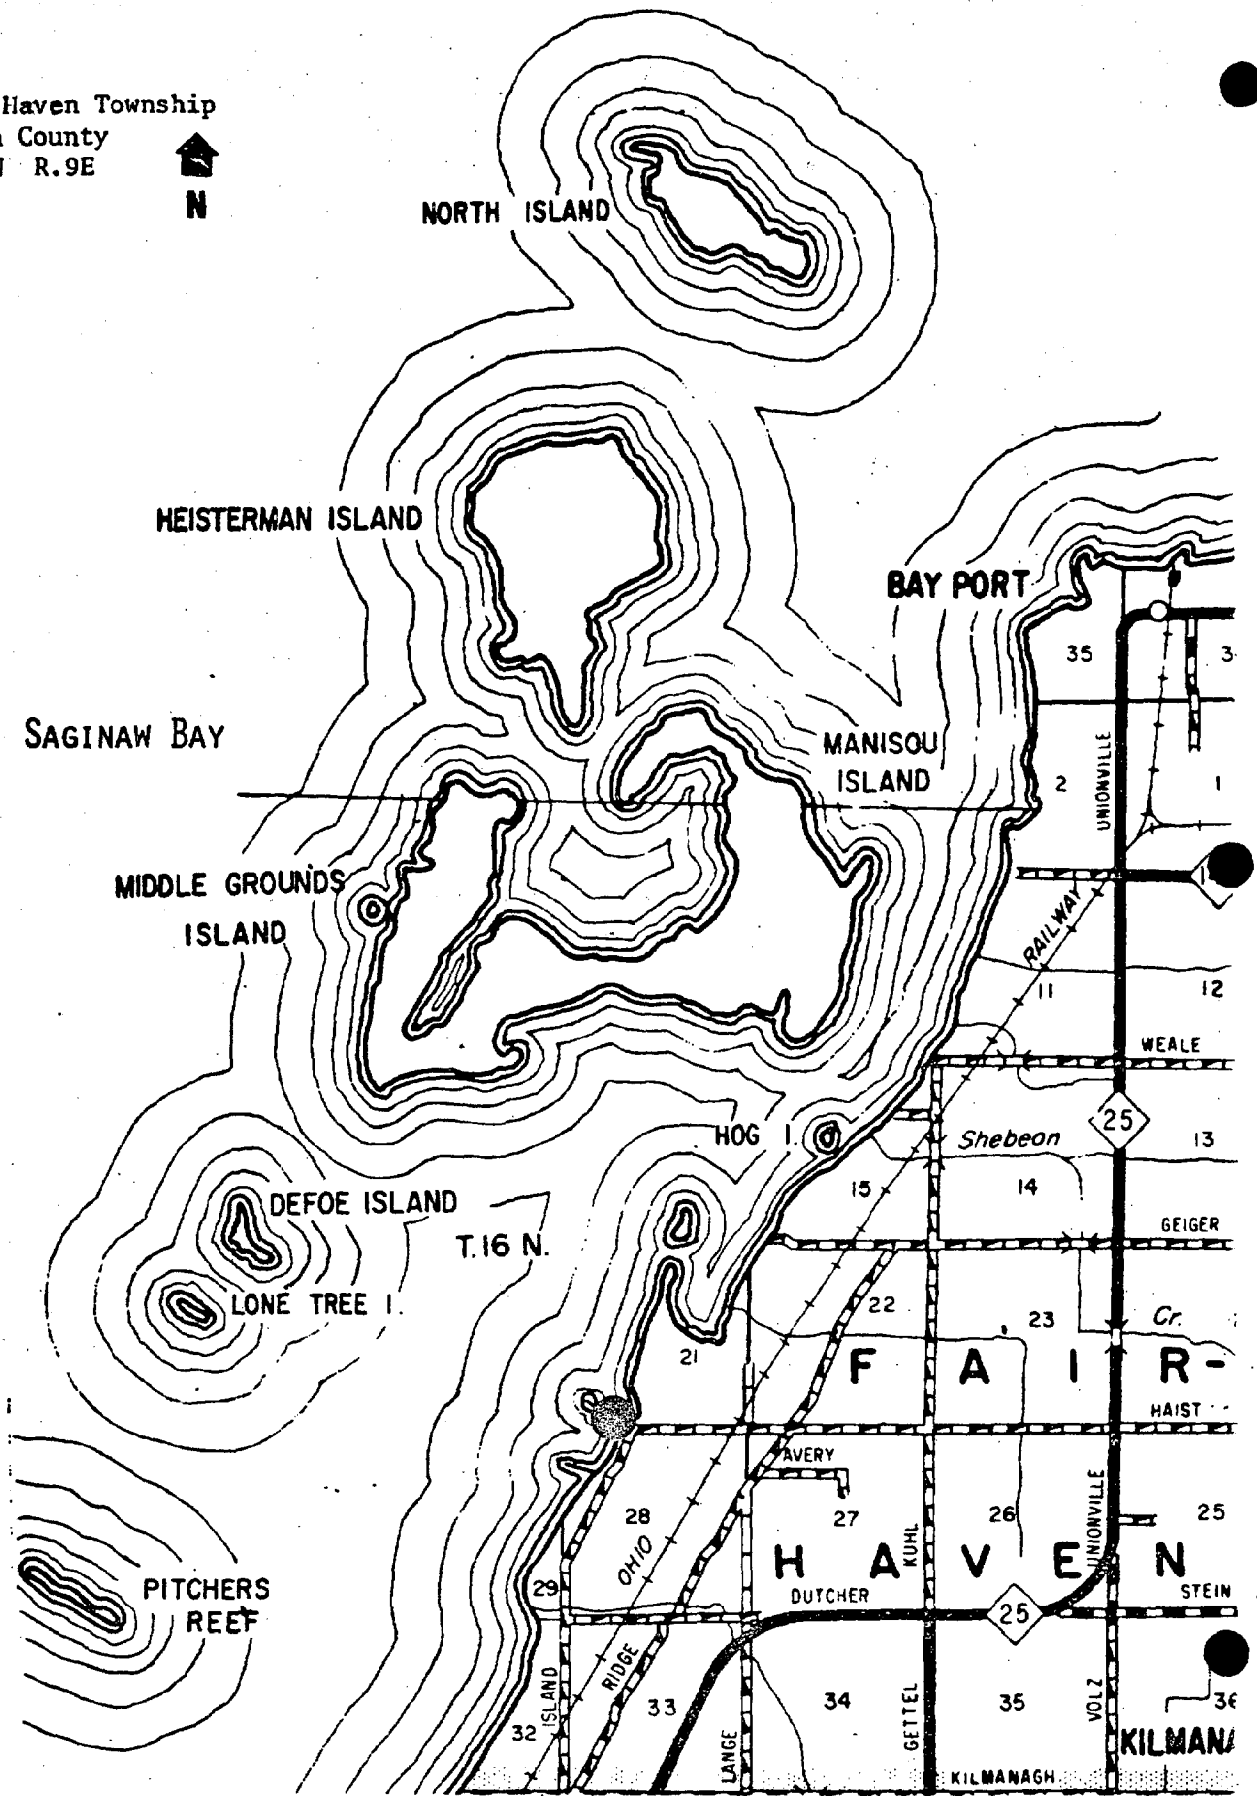 Haven Township
County
R.9E
N
NORTH ISLAND
HEISTERMAN ISLAND
BAY PORT
35
3
SAGINAW BAY
MANISOU
ISLAND
UNIONVILLE
2
1
MIDDLE GROUNDS
ISLAND
RAILWAY
11
12
WEALE
HOG I.
25
Shebeon
13
15
14
DEFOE ISLAND
T.16 N.
GEIGER
LONE TREE I.
22
23
Cr.
21
F A I R-
HAIST
AVERY
28
27
26
25
UNIONVILLE
OHIO
KUHL
H A V E N
PITCHERS
REEF
29
DUTCHER
25
STEIN
RIDGE
ISLAND
33
34
35
36
32
LANGE
GETTEL
VOLZ
KILMANA
KILMANAGH